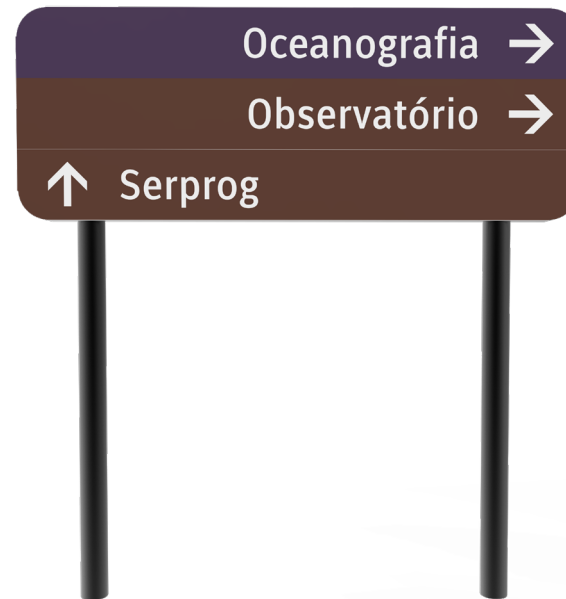 Oceanografia →
Observatório →
↑ Serprog